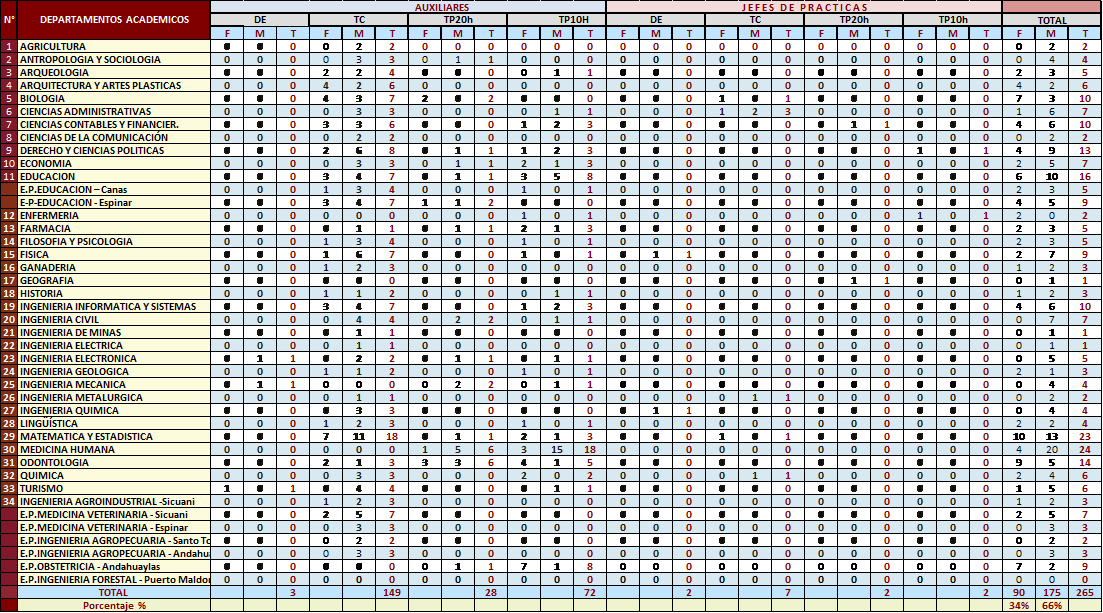 N° DEPARTAMENTOS ACADEMICOS AUXILIARES JEFES DE PRACTICAS
DE TC TP20h TP10H DE TC TP20h TP10h TOTAL
F M T F M T F M T F M T F M T F M T F M T F M T F M T
1 AGRICULTURA 0 0 0 0 2 2 0 0 0 0 0 0 0 0 0 0 0 0 0 0 0 0 0 0 0 2 2
2 ANTROPOLOGIA Y SOCIOLOGIA 0 0 0 0 3 3 0 1 1 0 0 0 0 0 0 0 0 0 0 0 0 0 0 0 0 4 4
3 ARQUEOLOGIA 0 0 0 2 2 4 0 0 0 0 1 1 0 0 0 0 0 0 0 0 0 0 0 0 2 3 5
4 ARQUITECTURA Y ARTES PLASTICAS 0 0 0 4 2 6 0 0 0 0 0 0 0 0 0 0 0 0 0 0 0 0 0 0 4 2 6
5 BIOLOGIA 0 0 0 4 3 7 2 0 2 0 0 0 0 0 0 1 0 1 0 0 0 0 0 0 7 3 10
6 CIENCIAS ADMINISTRATIVAS 0 0 0 0 3 3 0 0 0 0 1 1 0 0 0 1 2 3 0 0 0 0 0 0 1 6 7
7 CIENCIAS CONTABLES Y FINANCIER. 0 0 0 3 3 6 0 0 0 1 2 3 0 0 0 0 0 0 0 1 1 0 0 0 4 6 10
8 CIENCIAS DE LA COMUNICACIÓN 0 0 0 0 2 2 0 0 0 0 0 0 0 0 0 0 0 0 0 0 0 0 0 0 0 2 2
9 DERECHO Y CIENCIAS POLITICAS 0 0 0 2 6 8 0 1 1 1 2 3 0 0 0 0 0 0 0 0 0 1 0 1 4 9 13
10 ECONOMIA 0 0 0 0 3 3 0 1 1 2 1 3 0 0 0 0 0 0 0 0 0 0 0 0 2 5 7
11 EDUCACION 0 0 0 3 4 7 0 1 1 3 5 8 0 0 0 0 0 0 0 0 0 0 0 0 6 10 16
E.P.EDUCACION – Canas 0 0 0 1 3 4 0 0 0 1 0 1 0 0 0 0 0 0 0 0 0 0 0 0 2 3 5
E-P-EDUCACION - Espinar 0 0 0 3 4 7 1 1 2 0 0 0 0 0 0 0 0 0 0 0 0 0 0 0 4 5 9
12 ENFERMERIA 0 0 0 0 0 0 0 0 0 1 0 1 0 0 0 0 0 0 0 0 0 1 0 1 2 0 2
13 FARMACIA 0 0 0 0 1 1 0 1 1 2 1 3 0 0 0 0 0 0 0 0 0 0 0 0 2 3 5
14 FILOSOFIA Y PSICOLOGIA 0 0 0 1 3 4 0 0 0 1 0 1 0 0 0 0 0 0 0 0 0 0 0 0 2 3 5
15 FISICA 0 0 0 1 6 7 0 0 0 1 0 1 0 1 1 0 0 0 0 0 0 0 0 0 2 7 9
16 GANADERIA 0 0 0 1 2 3 0 0 0 0 0 0 0 0 0 0 0 0 0 0 0 0 0 0 1 2 3
17 GEOGRAFIA 0 0 0 0 0 0 0 0 0 0 0 0 0 0 0 0 0 0 0 1 1 0 0 0 0 1 1
18 HISTORIA 0 0 0 1 1 2 0 0 0 0 1 1 0 0 0 0 0 0 0 0 0 0 0 0 1 2 3
19 INGENIERIA INFORMATICA Y SISTEMAS 0 0 0 3 4 7 0 0 0 1 2 3 0 0 0 0 0 0 0 0 0 0 0 0 4 6 10
20 INGENIERIA CIVIL 0 0 0 0 4 4 0 2 2 0 1 1 0 0 0 0 0 0 0 0 0 0 0 0 0 7 7
21 INGENIERIA DE MINAS 0 0 0 0 1 1 0 0 0 0 0 0 0 0 0 0 0 0 0 0 0 0 0 0 0 1 1
22 INGENIERIA ELECTRICA 0 0 0 0 1 1 0 0 0 0 0 0 0 0 0 0 0 0 0 0 0 0 0 0 0 1 1
23 INGENIERIA ELECTRONICA 0 1 1 0 2 2 0 1 1 0 1 1 0 0 0 0 0 0 0 0 0 0 0 0 0 5 5
24 INGENIERIA GEOLOGICA 0 0 0 1 1 2 0 0 0 1 0 1 0 0 0 0 0 0 0 0 0 0 0 0 2 1 3
25 INGENIERIA MECANICA 0 1 1 0 0 0 0 2 2 0 1 1 0 0 0 0 0 0 0 0 0 0 0 0 0 4 4
26 INGENIERIA METALURGICA 0 0 0 0 1 1 0 0 0 0 0 0 0 0 0 0 1 1 0 0 0 0 0 0 0 2 2
27 INGENIERIA QUIMICA 0 0 0 0 3 3 0 0 0 0 0 0 0 1 1 0 0 0 0 0 0 0 0 0 0 4 4
28 LINGÜÍSTICA 0 0 0 1 2 3 0 0 0 1 0 1 0 0 0 0 0 0 0 0 0 0 0 0 2 2 4
29 MATEMATICA Y ESTADISTICA 0 0 0 7 11 18 0 1 1 2 1 3 0 0 0 1 0 1 0 0 0 0 0 0 10 13 23
30 MEDICINA HUMANA 0 0 0 0 0 0 1 5 6 3 15 18 0 0 0 0 0 0 0 0 0 0 0 0 4 20 24
31 ODONTOLOGIA 0 0 0 2 1 3 3 3 6 4 1 5 0 0 0 0 0 0 0 0 0 0 0 0 9 5 14
32 QUIMICA 0 0 0 0 3 3 0 0 0 2 0 2 0 0 0 0 1 1 0 0 0 0 0 0 2 4 6
33 TURISMO 1 0 1 0 4 4 0 0 0 0 1 1 0 0 0 0 0 0 0 0 0 0 0 0 1 5 6
34 INGENIERIA AGROINDUSTRIAL -Sicuani 0 0 0 1 2 3 0 0 0 0 0 0 0 0 0 0 0 0 0 0 0 0 0 0 1 2 3
E.P.MEDICINA VETERINARIA - Sicuani 0 0 0 2 5 7 0 0 0 0 0 0 0 0 0 0 0 0 0 0 0 0 0 0 2 5 7
E.P.MEDICINA VETERINARIA - Espinar 0 0 0 0 3 3 0 0 0 0 0 0 0 0 0 0 0 0 0 0 0 0 0 0 0 3 3
E.P.INGENIERIA AGROPECUARIA - Santo To 0 0 0 0 2 2 0 0 0 0 0 0 0 0 0 0 0 0 0 0 0 0 0 0 0 2 2
E.P.INGENIERIA AGROPECUARIA - Andahua 0 0 0 0 3 3 0 0 0 0 0 0 0 0 0 0 0 0 0 0 0 0 0 0 0 3 3
E.P.OBSTETRICIA - Andahuaylas 0 0 0 0 0 0 0 1 1 7 1 8 0 0 0 0 0 0 0 0 0 0 0 0 7 2 9
E.P.INGENIERIA FORESTAL - Puerto Maldon 0 0 0 0 0 0 0 0 0 0 0 0 0 0 0 0 0 0 0 0 0 0 0 0 0 0 0
TOTAL 3 149 28 72 2 7 2 2 90 175 265
Porcentaje % 34% 66%